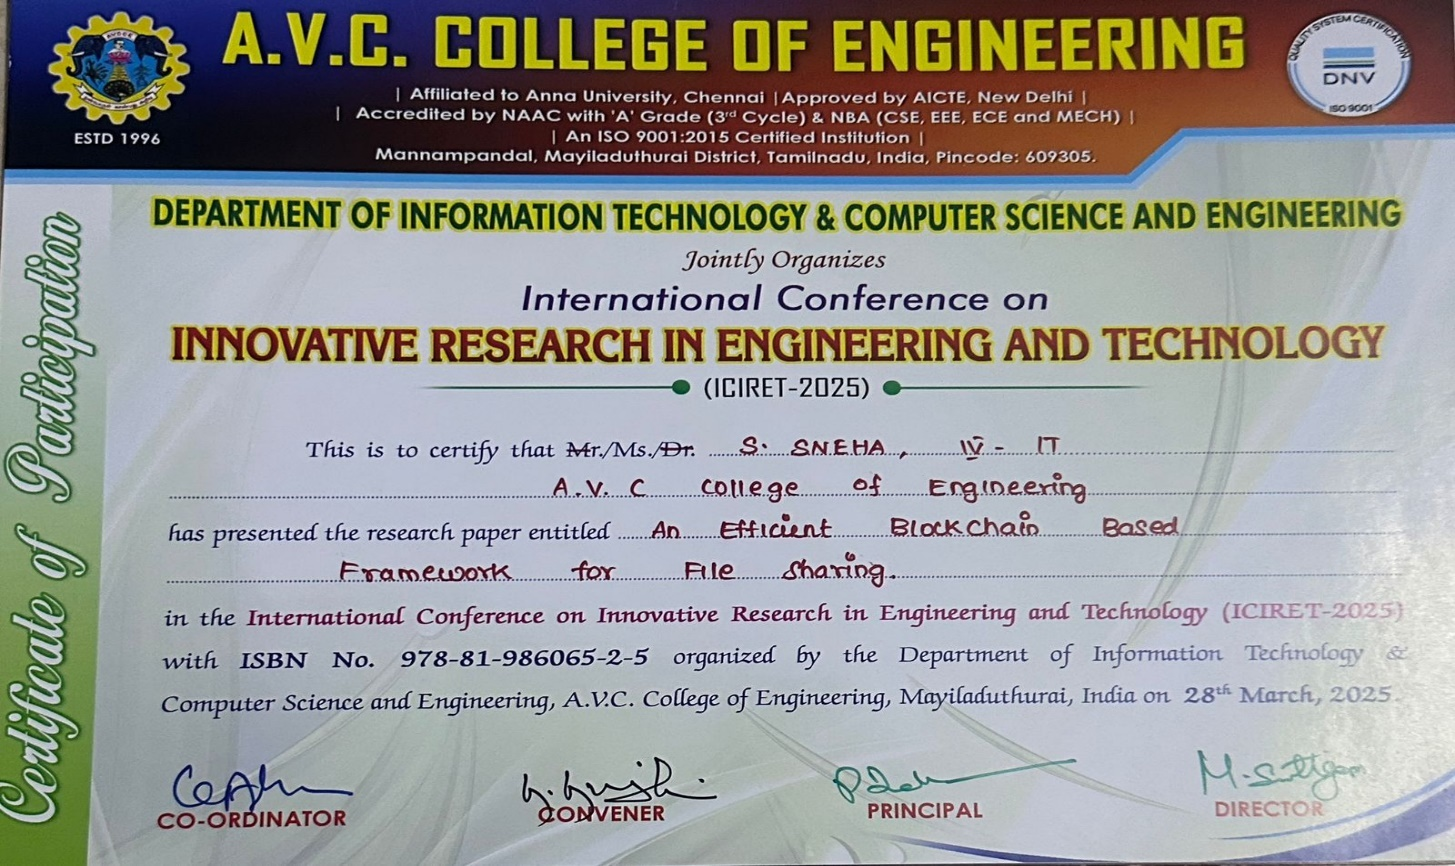 A.V.C. COLLEGE OF ENGINEERING
| Affiliated to Anna University, Chennai | Approved by AICTE, New Delhi |
| Accredited by NAAC with 'A' Grade (3rd Cycle) & NBA (CSE, EEE, ECE and MECH) |
| An ISO 9001:2015 Certified Institution |
Mannampandal, Mayiladuthurai District, Tamilnadu, India, Pincode: 609305.
ESTD 1996
QUALITY SYSTEM CERTIFICATION
DNV
ISO 9001
Certificate of Participation
DEPARTMENT OF INFORMATION TECHNOLOGY & COMPUTER SCIENCE AND ENGINEERING
Jointly Organizes
International Conference on
INNOVATIVE RESEARCH IN ENGINEERING AND TECHNOLOGY
(ICIRET-2025)
This is to certify that Mr./Ms./Dr. S. SNEHA, IV - IT
A.V.C College of Engineering
has presented the research paper entitled An Efficient Blockchain Based
Framework for File Sharing.
in the International Conference on Innovative Research in Engineering and Technology (ICIRET-2025)
with ISBN No. 978-81-986065-2-5 organized by the Department of Information Technology &
Computer Science and Engineering, A.V.C. College of Engineering, Mayiladuthurai, India on 28th March, 2025.
CO-ORDINATOR
CONVENER
PRINCIPAL
DIRECTOR